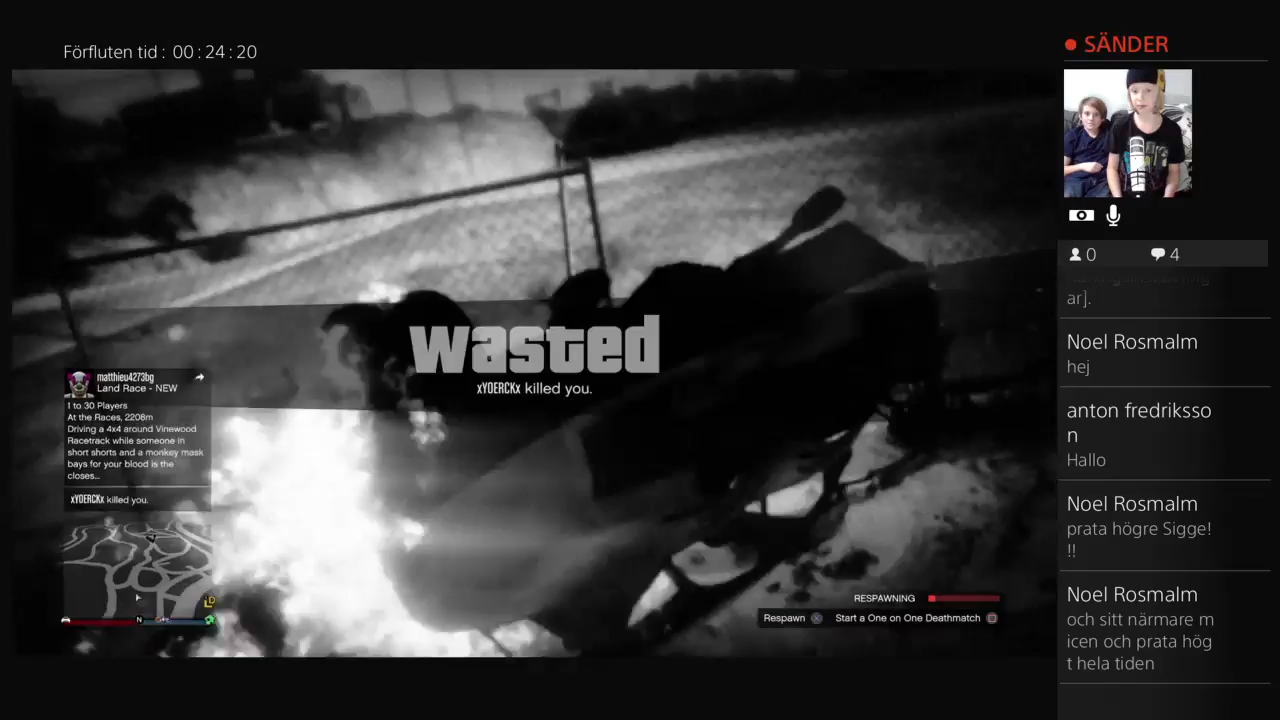 Förfluten tid : 00 : 24 : 20
SÄNDER
0 4
ar].
Noel Rosmalm
hej
anton fredriksso
n
Hallo
Noel Rosmalm
prata högre Sigge!
!!
Noel Rosmalm
och sitt närmare m
icen och prata hög
t hela tiden
wasted
xYDERCKx killed you.
matthieu4273bg
Land Race - NEW
1 to 30 Players
At the Races, 2208m
Driving a 4x4 around Vinewood
Racetrack while someone in
short shorts and a monkey mask
bays for your blood is the
closes...
xYDERCKx killed you.
N
RESPAWNING
Respawn Start a One on One Deathmatch